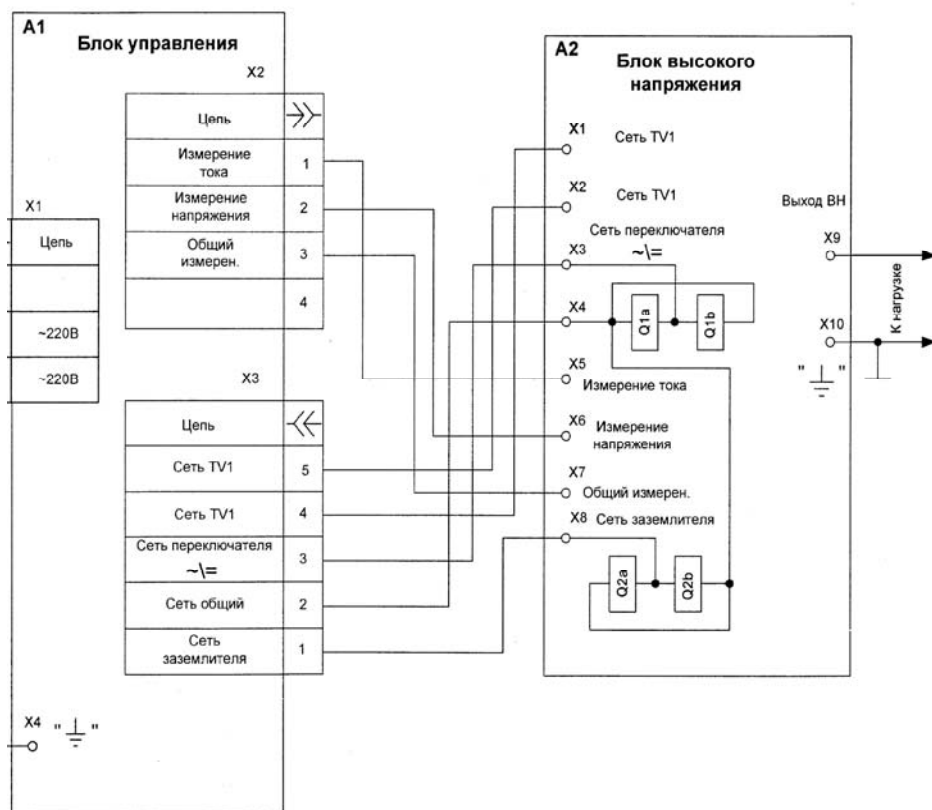 A1
Блок управления
X2
Цепь
Измерение
тока
1
Измерение
напряжения
2
Общий
измерен.
3
4
X1
Цепь
~220В
~220В
X3
Цепь
Сеть TV1
5
Сеть TV1
4
Сеть переключателя
~\=
3
Сеть общий
2
Сеть
заземлителя
1
X4
" "
A2
Блок высокого
напряжения
X1
Сеть TV1
X2
Сеть TV1
Сеть переключателя
X3
~\=
X4
Q1a
Q1b
X5
Измерение тока
X6
Измерение
напряжения
X7
Общий измерен.
X8
Сеть заземлителя
Q2a
Q2b
Выход ВН
X9
К нагрузке
X10
" "